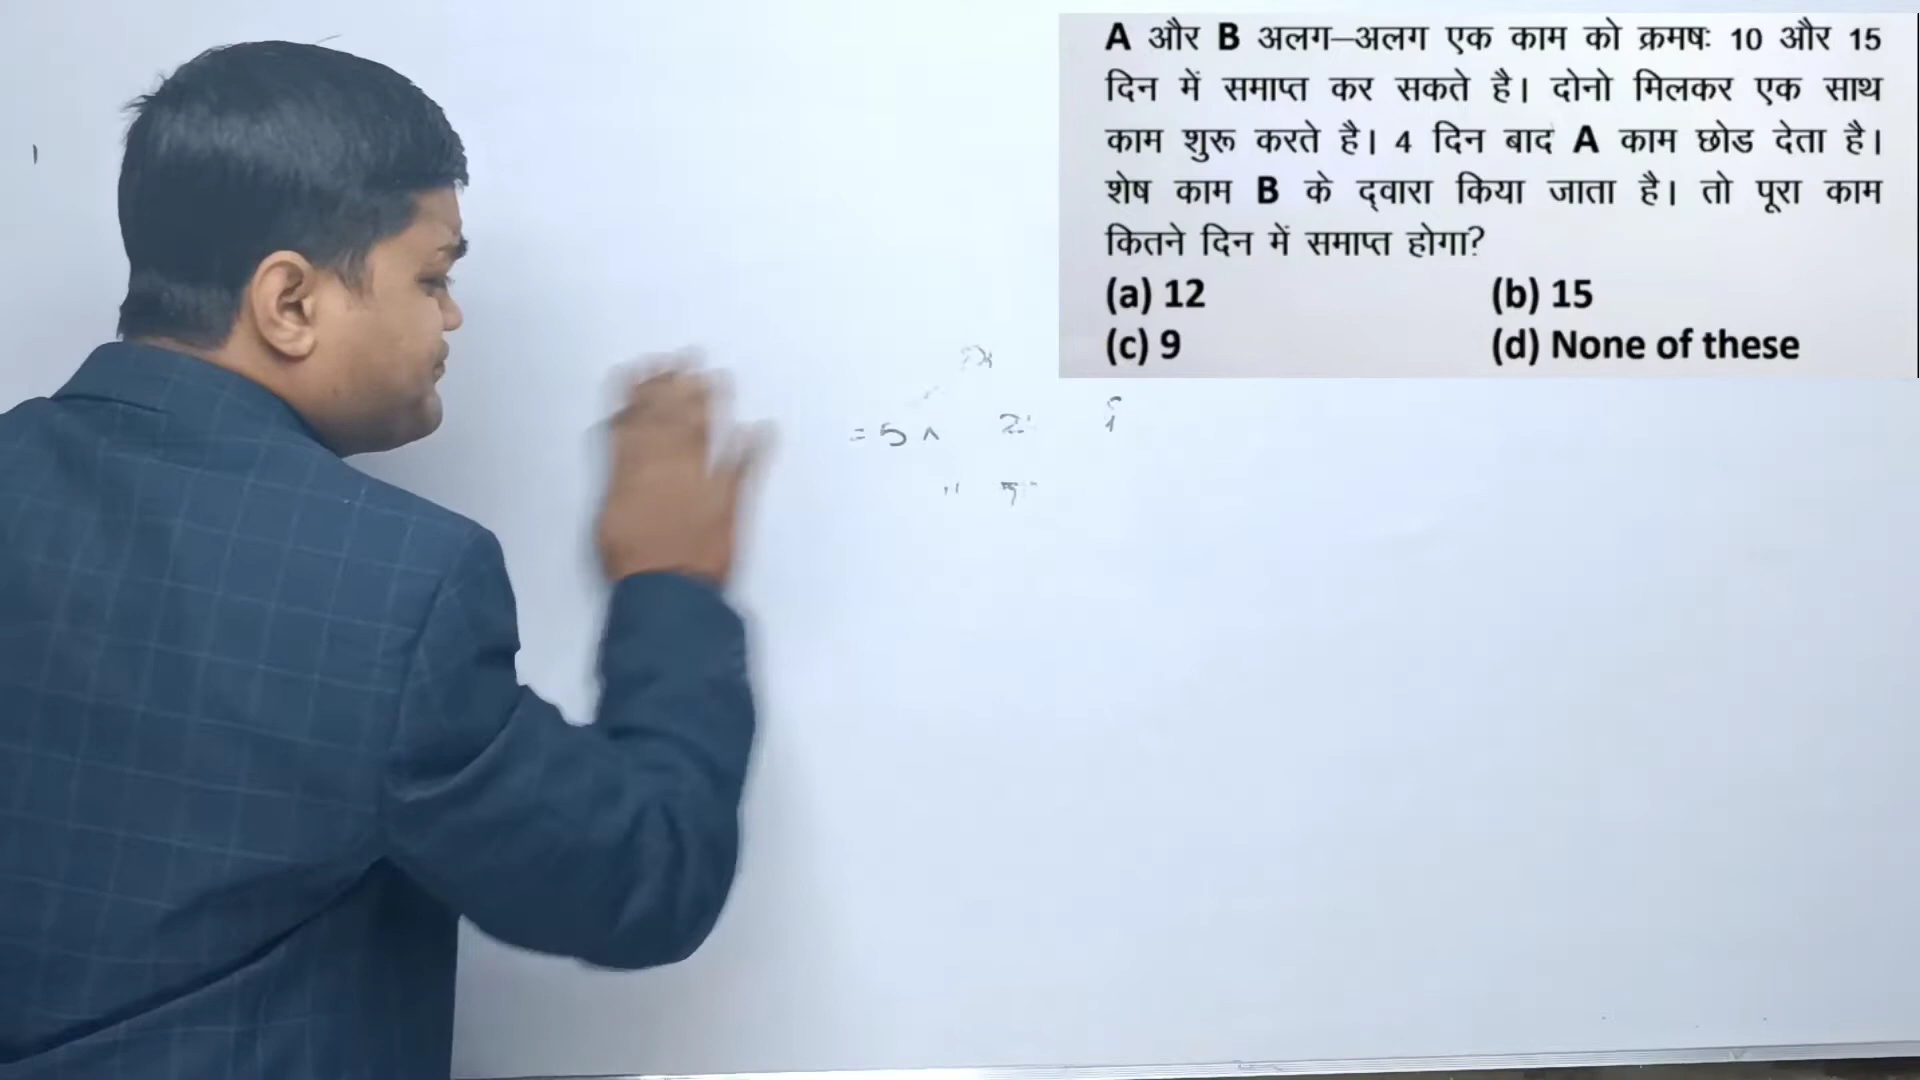 A और B अलग–अलग एक काम को क्रमषः 10 और 15
दिन में समाप्त कर सकते है। दोनो मिलकर एक साथ
काम शुरू करते है। 4 दिन बाद A काम छोड देता है।
शेष काम B के द्वारा किया जाता है। तो पूरा काम
कितने दिन में समाप्त होगा?
(a) 12 (b) 15
(c) 9 (d) None of these
= 5